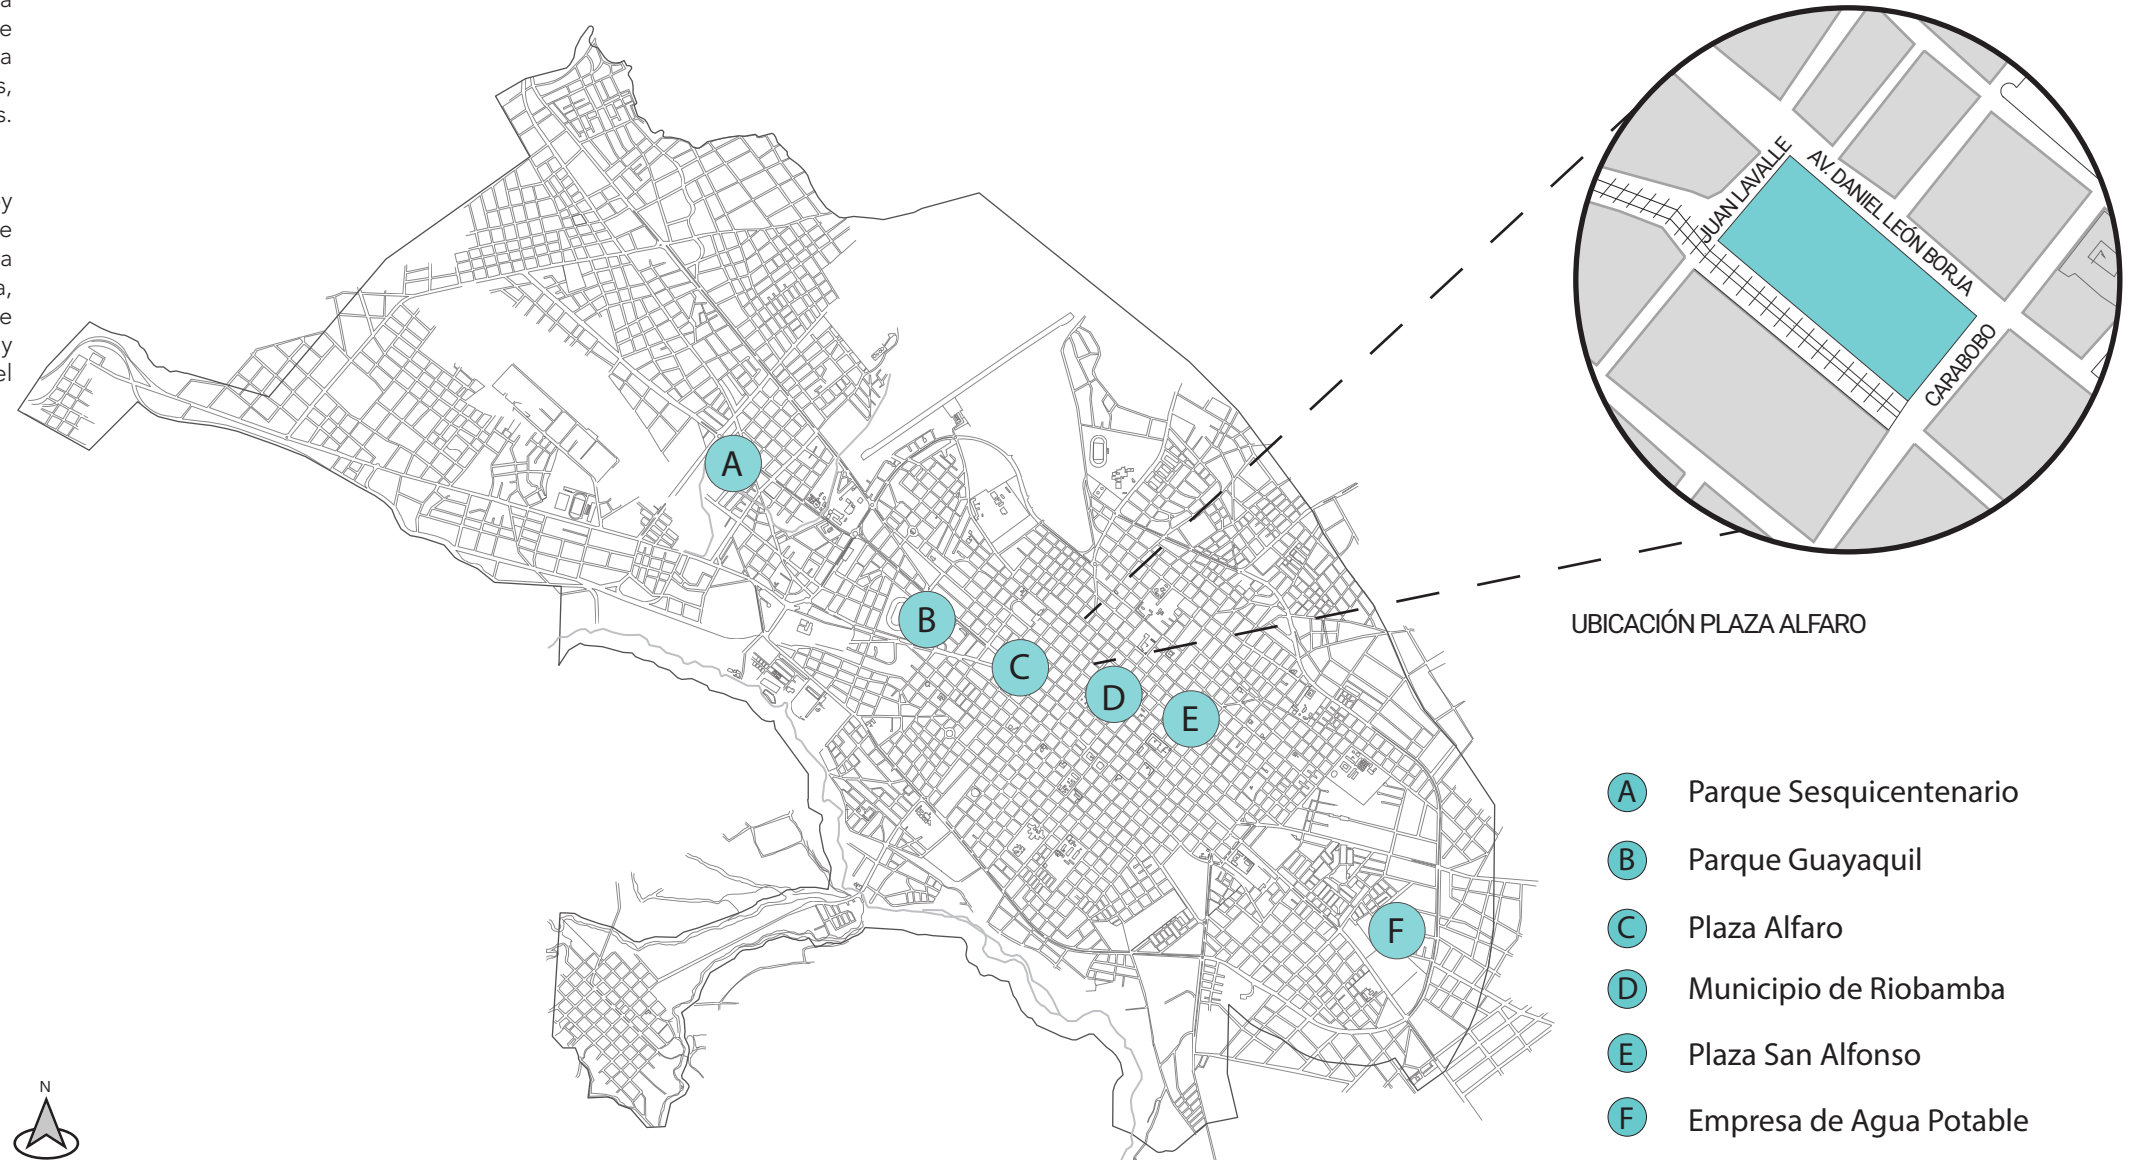 a
e
a
s,
s.
y
e
a
a,
e
y
el
JUAN LAVALLE
AV. DANIEL LEÓN BORJA
CARABOBO
UBICACIÓN PLAZA ALFARO
A
B
C
D
E
F
A Parque Sesquicentenario
B Parque Guayaquil
C Plaza Alfaro
D Municipio de Riobamba
E Plaza San Alfonso
F Empresa de Agua Potable
N